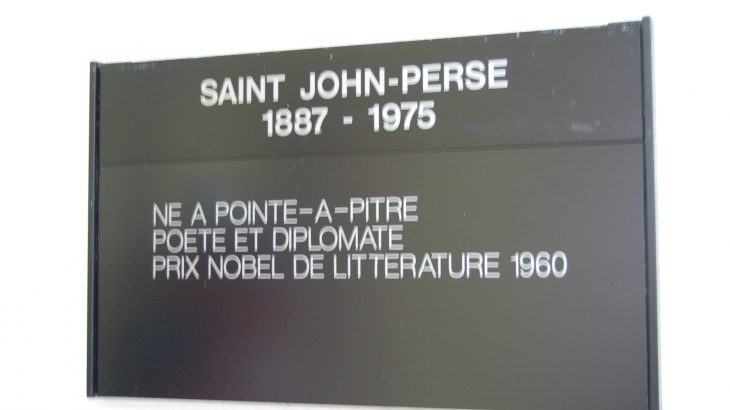 SAINT JOHN-PERSE
1887 - 1975
NE A POINTE-A-PITRE
POETE ET DIPLOMATE
PRIX NOBEL DE LITTERATURE 1960